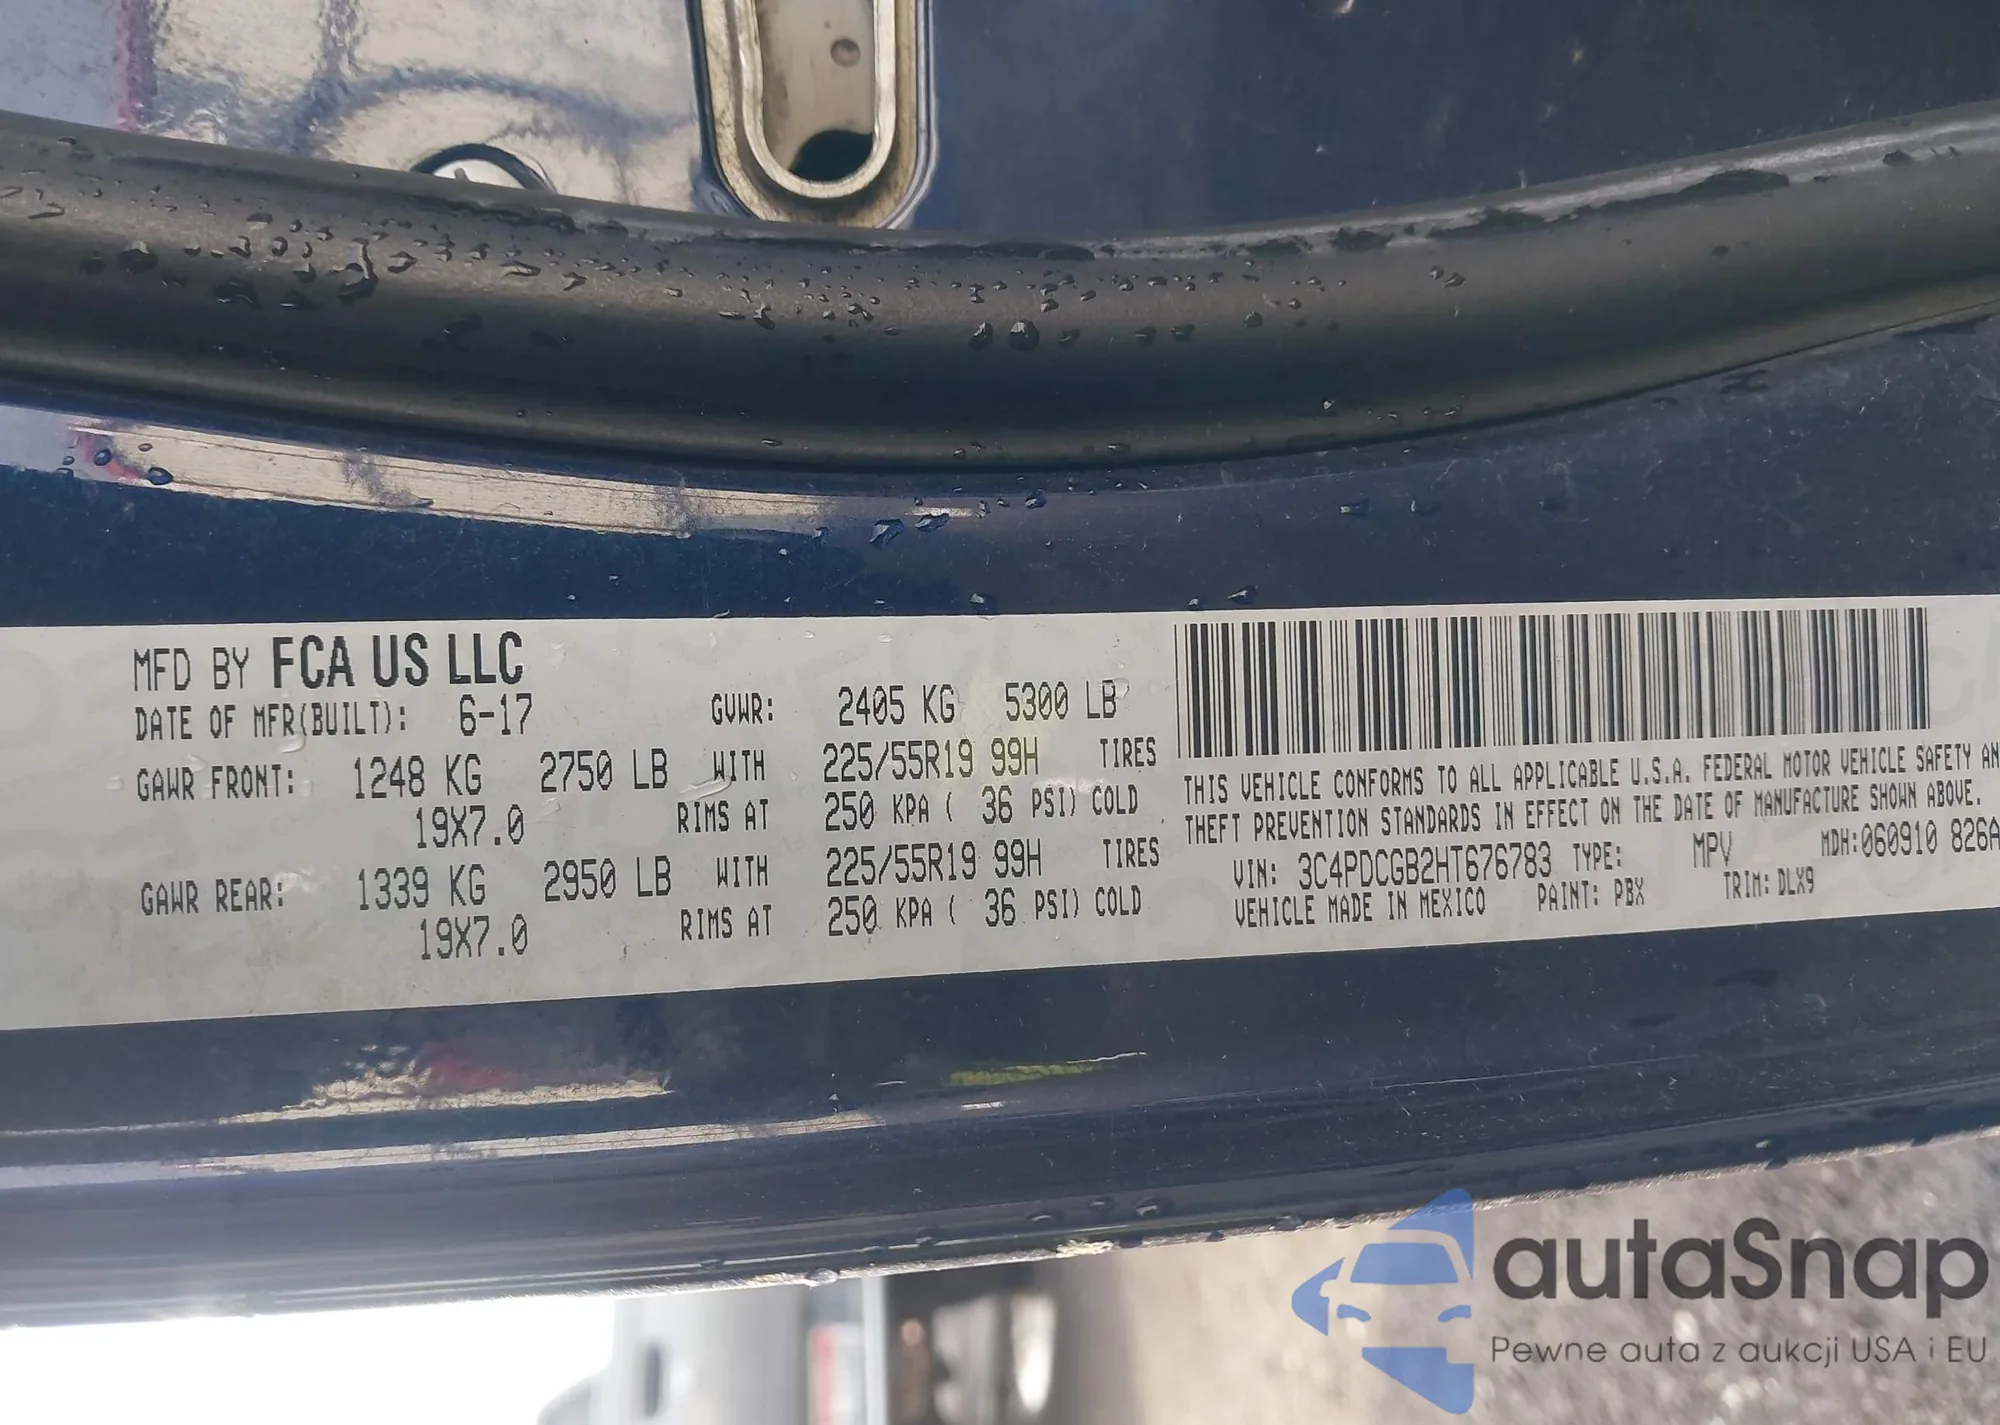 MFD BY FCA US LLC
DATE OF MFR(BUILT): 6-17 GVWR: 2405 KG 5300 LB
GAWR FRONT: 1248 KG 2750 LB WITH 225/55R19 99H TIRES
19X7.0 RIMS AT 250 KPA ( 36 PSI) COLD
GAWR REAR: 1339 KG 2950 LB WITH 225/55R19 99H TIRES
19X7.0 RIMS AT 250 KPA ( 36 PSI) COLD
THIS VEHICLE CONFORMS TO ALL APPLICABLE U.S.A. FEDERAL MOTOR VEHICLE SAFETY AN
THEFT PREVENTION STANDARDS IN EFFECT ON THE DATE OF MANUFACTURE SHOWN ABOVE.
VIN: 3C4PDCGB2HT676783 TYPE: MPV MDH:060910 826A
VEHICLE MADE IN MEXICO PAINT: PBX TRIM: DLX9
autaSnap
Pewne auta z aukcji USA i EU